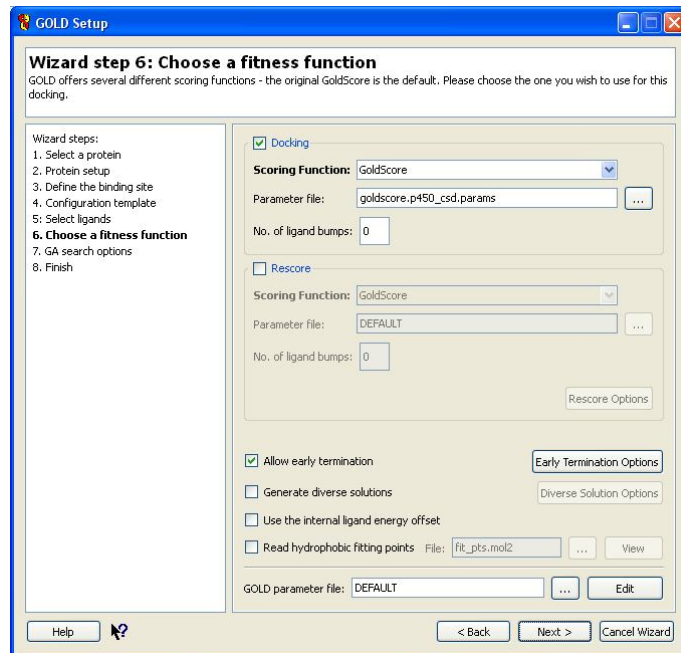 GOLD Setup
Wizard step 6: Choose a fitness function
GOLD offers several different scoring functions - the original GoldScore is the default. Please choose the one you wish to use for this
docking.
Wizard steps:
1. Select a protein
2. Protein setup
3. Define the binding site
4. Configuration template
5: Select ligands
6. Choose a fitness function
7. GA search options
8. Finish
Docking
Scoring Function: GoldScore
Parameter file: goldscore.p450_csd.params ...
No. of ligand bumps: 0
Rescore
Scoring Function: GoldScore
Parameter file: DEFAULT ...
No. of ligand bumps: 0
Rescore Options
Allow early termination Early Termination Options
Generate diverse solutions Diverse Solution Options
Use the internal ligand energy offset
Read hydrophobic fitting points File: fit_pts.mol2 ... View
GOLD parameter file: DEFAULT ... Edit
Help ? < Back Next > Cancel Wizard